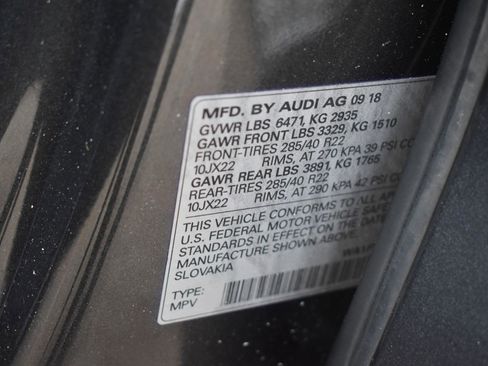 MFD. BY AUDI AG 09 18
GVWR LBS 6471, KG 2935
GAWR FRONT LBS 3329, KG 1510
FRONT-TIRES 285/40 R22
10JX22 RIMS, AT 270 KPA 39 PSI
GAWR REAR LBS 3891, KG 1765
REAR-TIRES 285/40 R22
10JX22 RIMS, AT 290 KPA 42 PSI
THIS VEHICLE CONFORMS TO
U.S. FEDERAL MOTOR VEHICLE
STANDARDS IN EFFECT ON THE DATE
MANUFACTURE SHOWN ABOVE.
SLOVAKIA
TYPE:
MPV